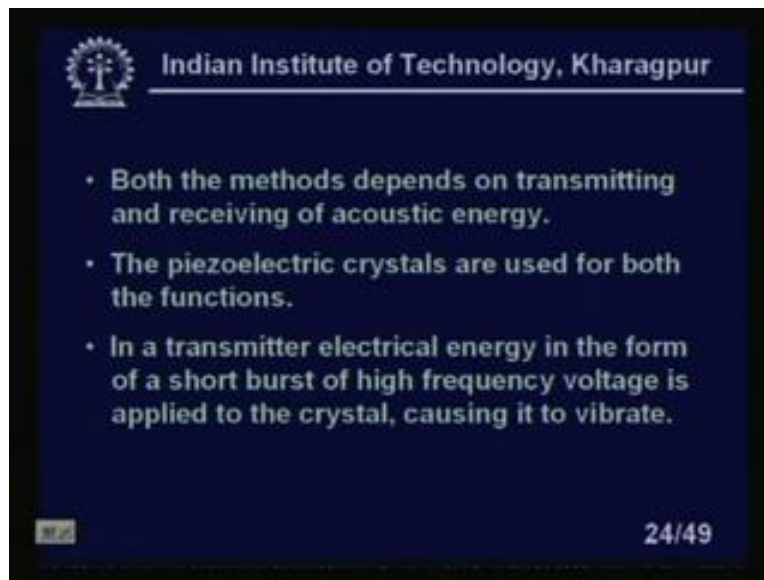 Indian Institute of Technology, Kharagpur
• Both the methods depends on transmitting
and receiving of acoustic energy.
• The piezoelectric crystals are used for both
the functions.
• In a transmitter electrical energy in the form
of a short burst of high frequency voltage is
applied to the crystal, causing it to vibrate.
24/49